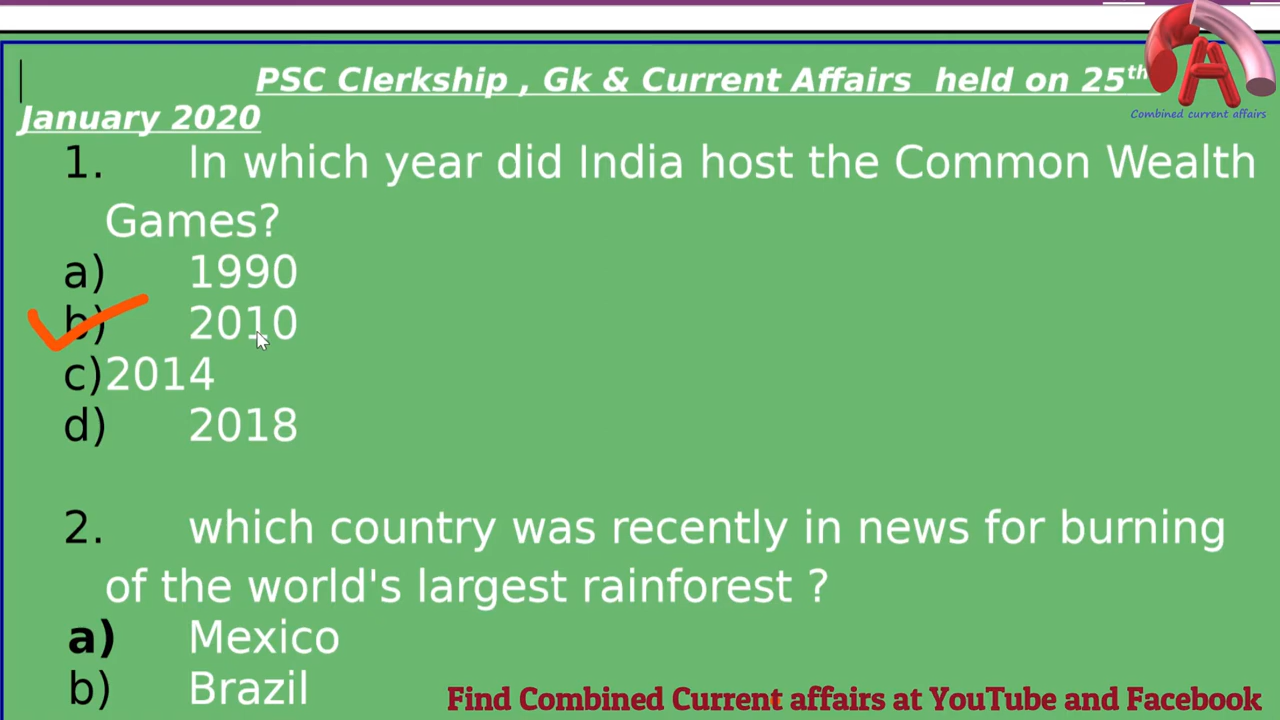 PSC Clerkship , Gk & Current Affairs held on 25th
January 2020
Combined current affairs
1. In which year did India host the Common Wealth
Games?
a) 1990
b) 2010
c) 2014
d) 2018
2. which country was recently in news for burning
of the world's largest rainforest ?
a) Mexico
b) Brazil
Find Combined Current affairs at YouTube and Facebook